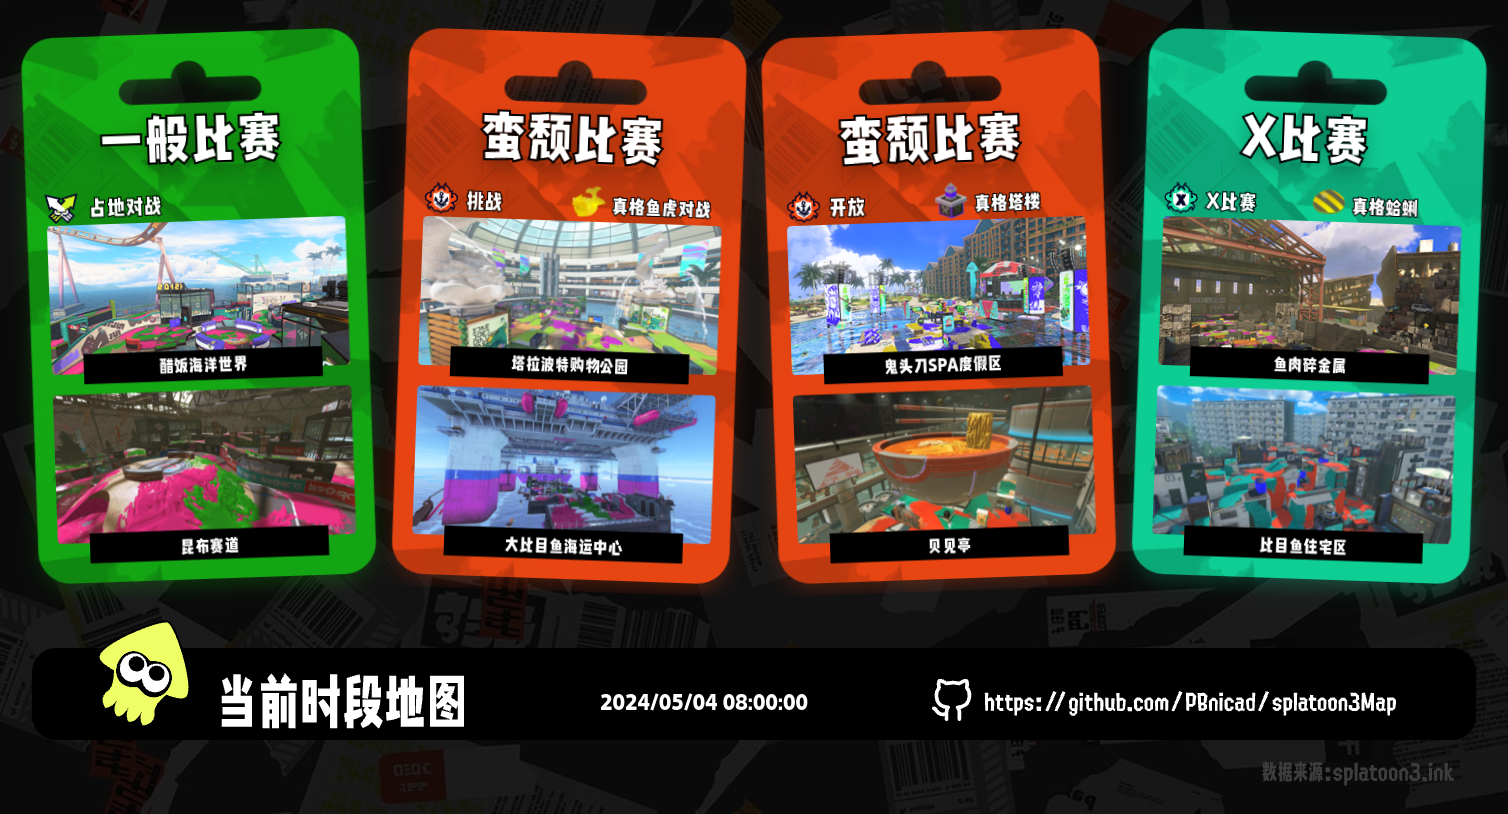 一般比赛
占地对战
醋饭海洋世界
昆布赛道
蛮颓比赛
挑战
真格鱼虎对战
塔拉波特购物公园
大比目鱼海运中心
蛮颓比赛
开放
真格塔楼
鬼头刀SPA度假区
贝贝亭
X比赛
X比赛
真格蛤蜊
鱼肉碎金属
比目鱼住宅区
当前时段地图
2024/05/04 08:00:00
https://github.com/PBnicad/splatoon3Map
数据来源:splatoon3.ink